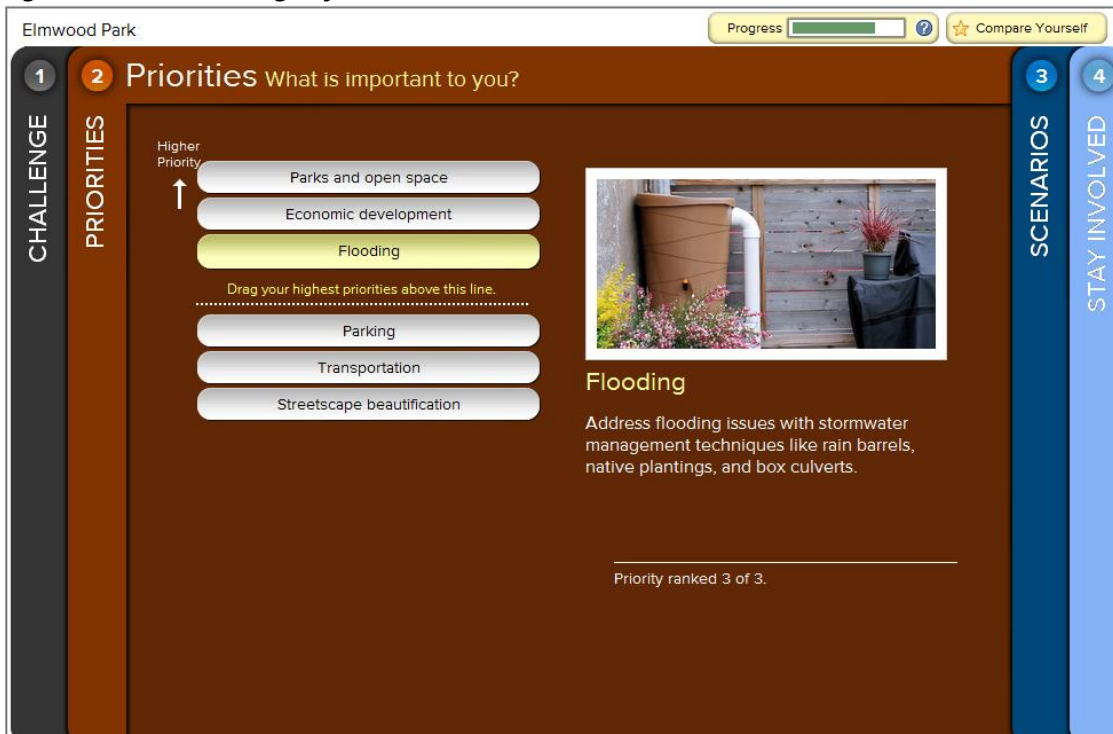 Elmwood Park
Progress
?
Compare Yourself
1
CHALLENGE
2
PRIORITIES
Priorities What is important to you?
Higher
Priority
Parks and open space
Economic development
Flooding
Drag your highest priorities above this line.
Parking
Transportation
Streetscape beautification
Flooding
Address flooding issues with stormwater
management techniques like rain barrels,
native plantings, and box culverts.
Priority ranked 3 of 3.
3
SCENARIOS
4
STAY INVOLVED